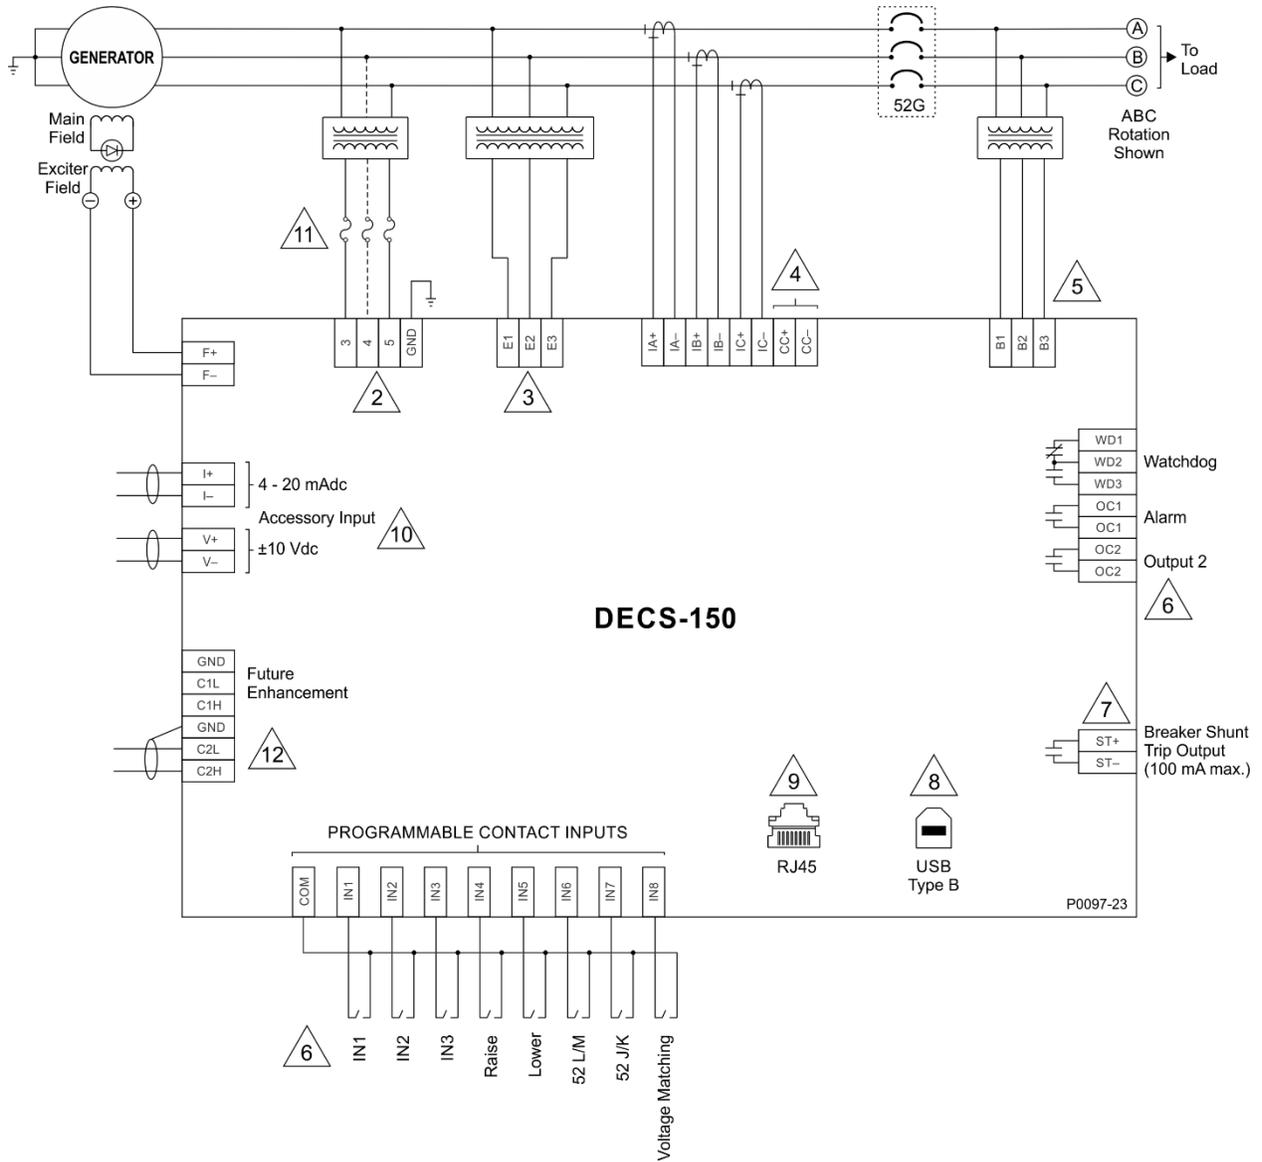 GENERATOR
A
B
C
To
Load
52G
ABC
Rotation
Shown
Main
Field
Exciter
Field
−
+
11
4
5
3
4
5
GND
E1
E2
E3
IA+
IA–
IB+
IB–
IC+
IC–
CC+
CC–
B1
B2
B3
2
3
F+
F–
I+
I–
4 - 20 mAdc
Accessory Input
10
V+
V–
±10 Vdc
WD1
WD2
WD3
Watchdog
OC1
OC1
Alarm
OC2
OC2
Output 2
6
DECS-150
GND
C1L
C1H
GND
C2L
C2H
Future
Enhancement
12
7
ST+
ST–
Breaker Shunt
Trip Output
(100 mA max.)
9
RJ45
8
USB
Type B
P0097-23
PROGRAMMABLE CONTACT INPUTS
COM
IN1
IN2
IN3
IN4
IN5
IN6
IN7
IN8
6
IN1
IN2
IN3
Raise
Lower
52 L/M
52 J/K
Voltage Matching